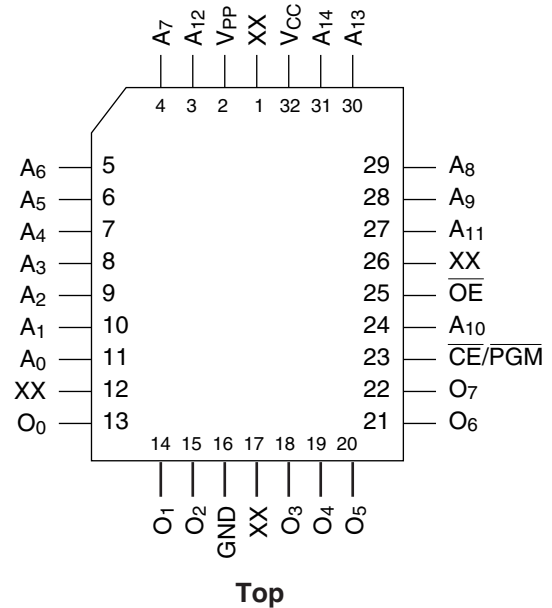 A7 A12 VPP XX VCC A14 A13
4 3 2 1 32 31 30
A6 5 29 A8
A5 6 28 A9
A4 7 27 A11
A3 8 26 XX
A2 9 25 OE
A1 10 24 A10
A0 11 23 CE/PGM
XX 12 22 O7
O0 13 21 O6
14 15 16 17 18 19 20
O1 O2 GND XX O3 O4 O5
Top